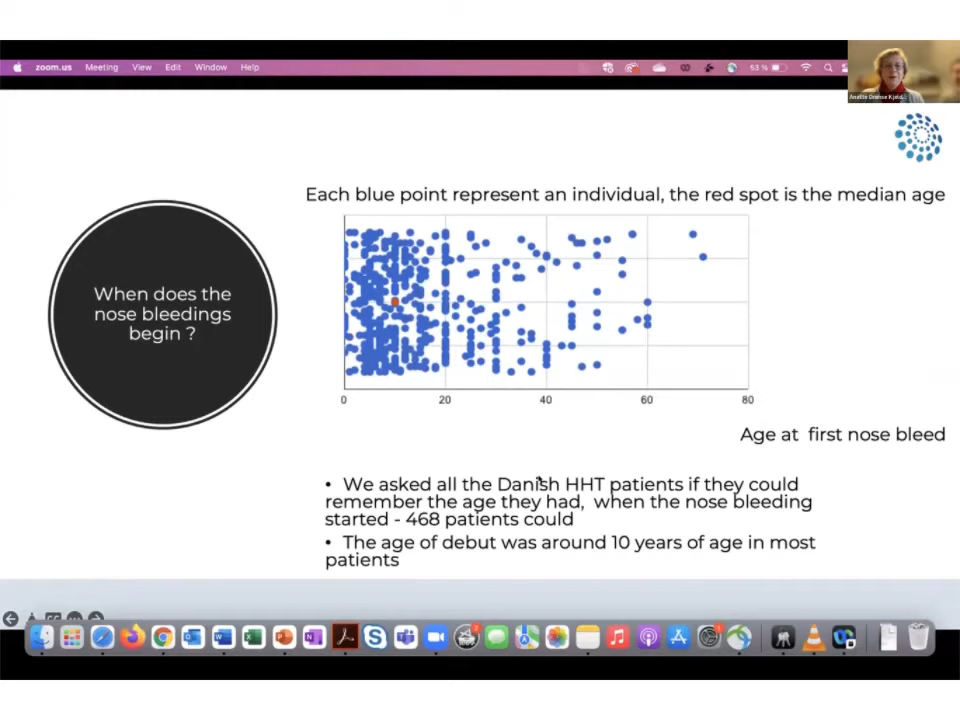 zoom.us Meeting View Edit Window Help
53 %
Each blue point represent an individual, the red spot is the median age
When does the
nose bleedings
begin ?
0 20 40 60 80
Age at first nose bleed
• We asked all the Danish HHT patients if they could
remember the age they had, when the nose bleeding
started - 468 patients could
• The age of debut was around 10 years of age in most
patients